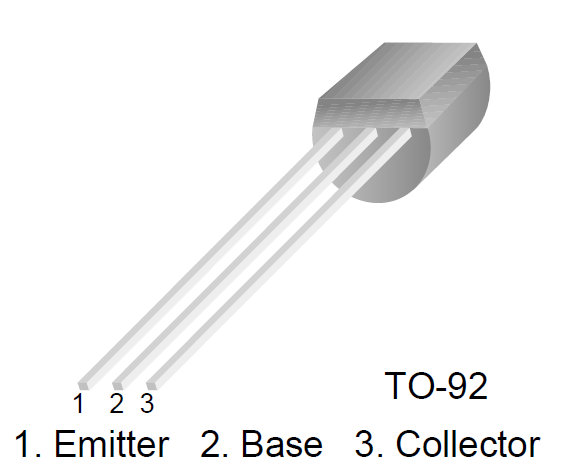 TO-92
1 2 3
1. Emitter 2. Base 3. Collector